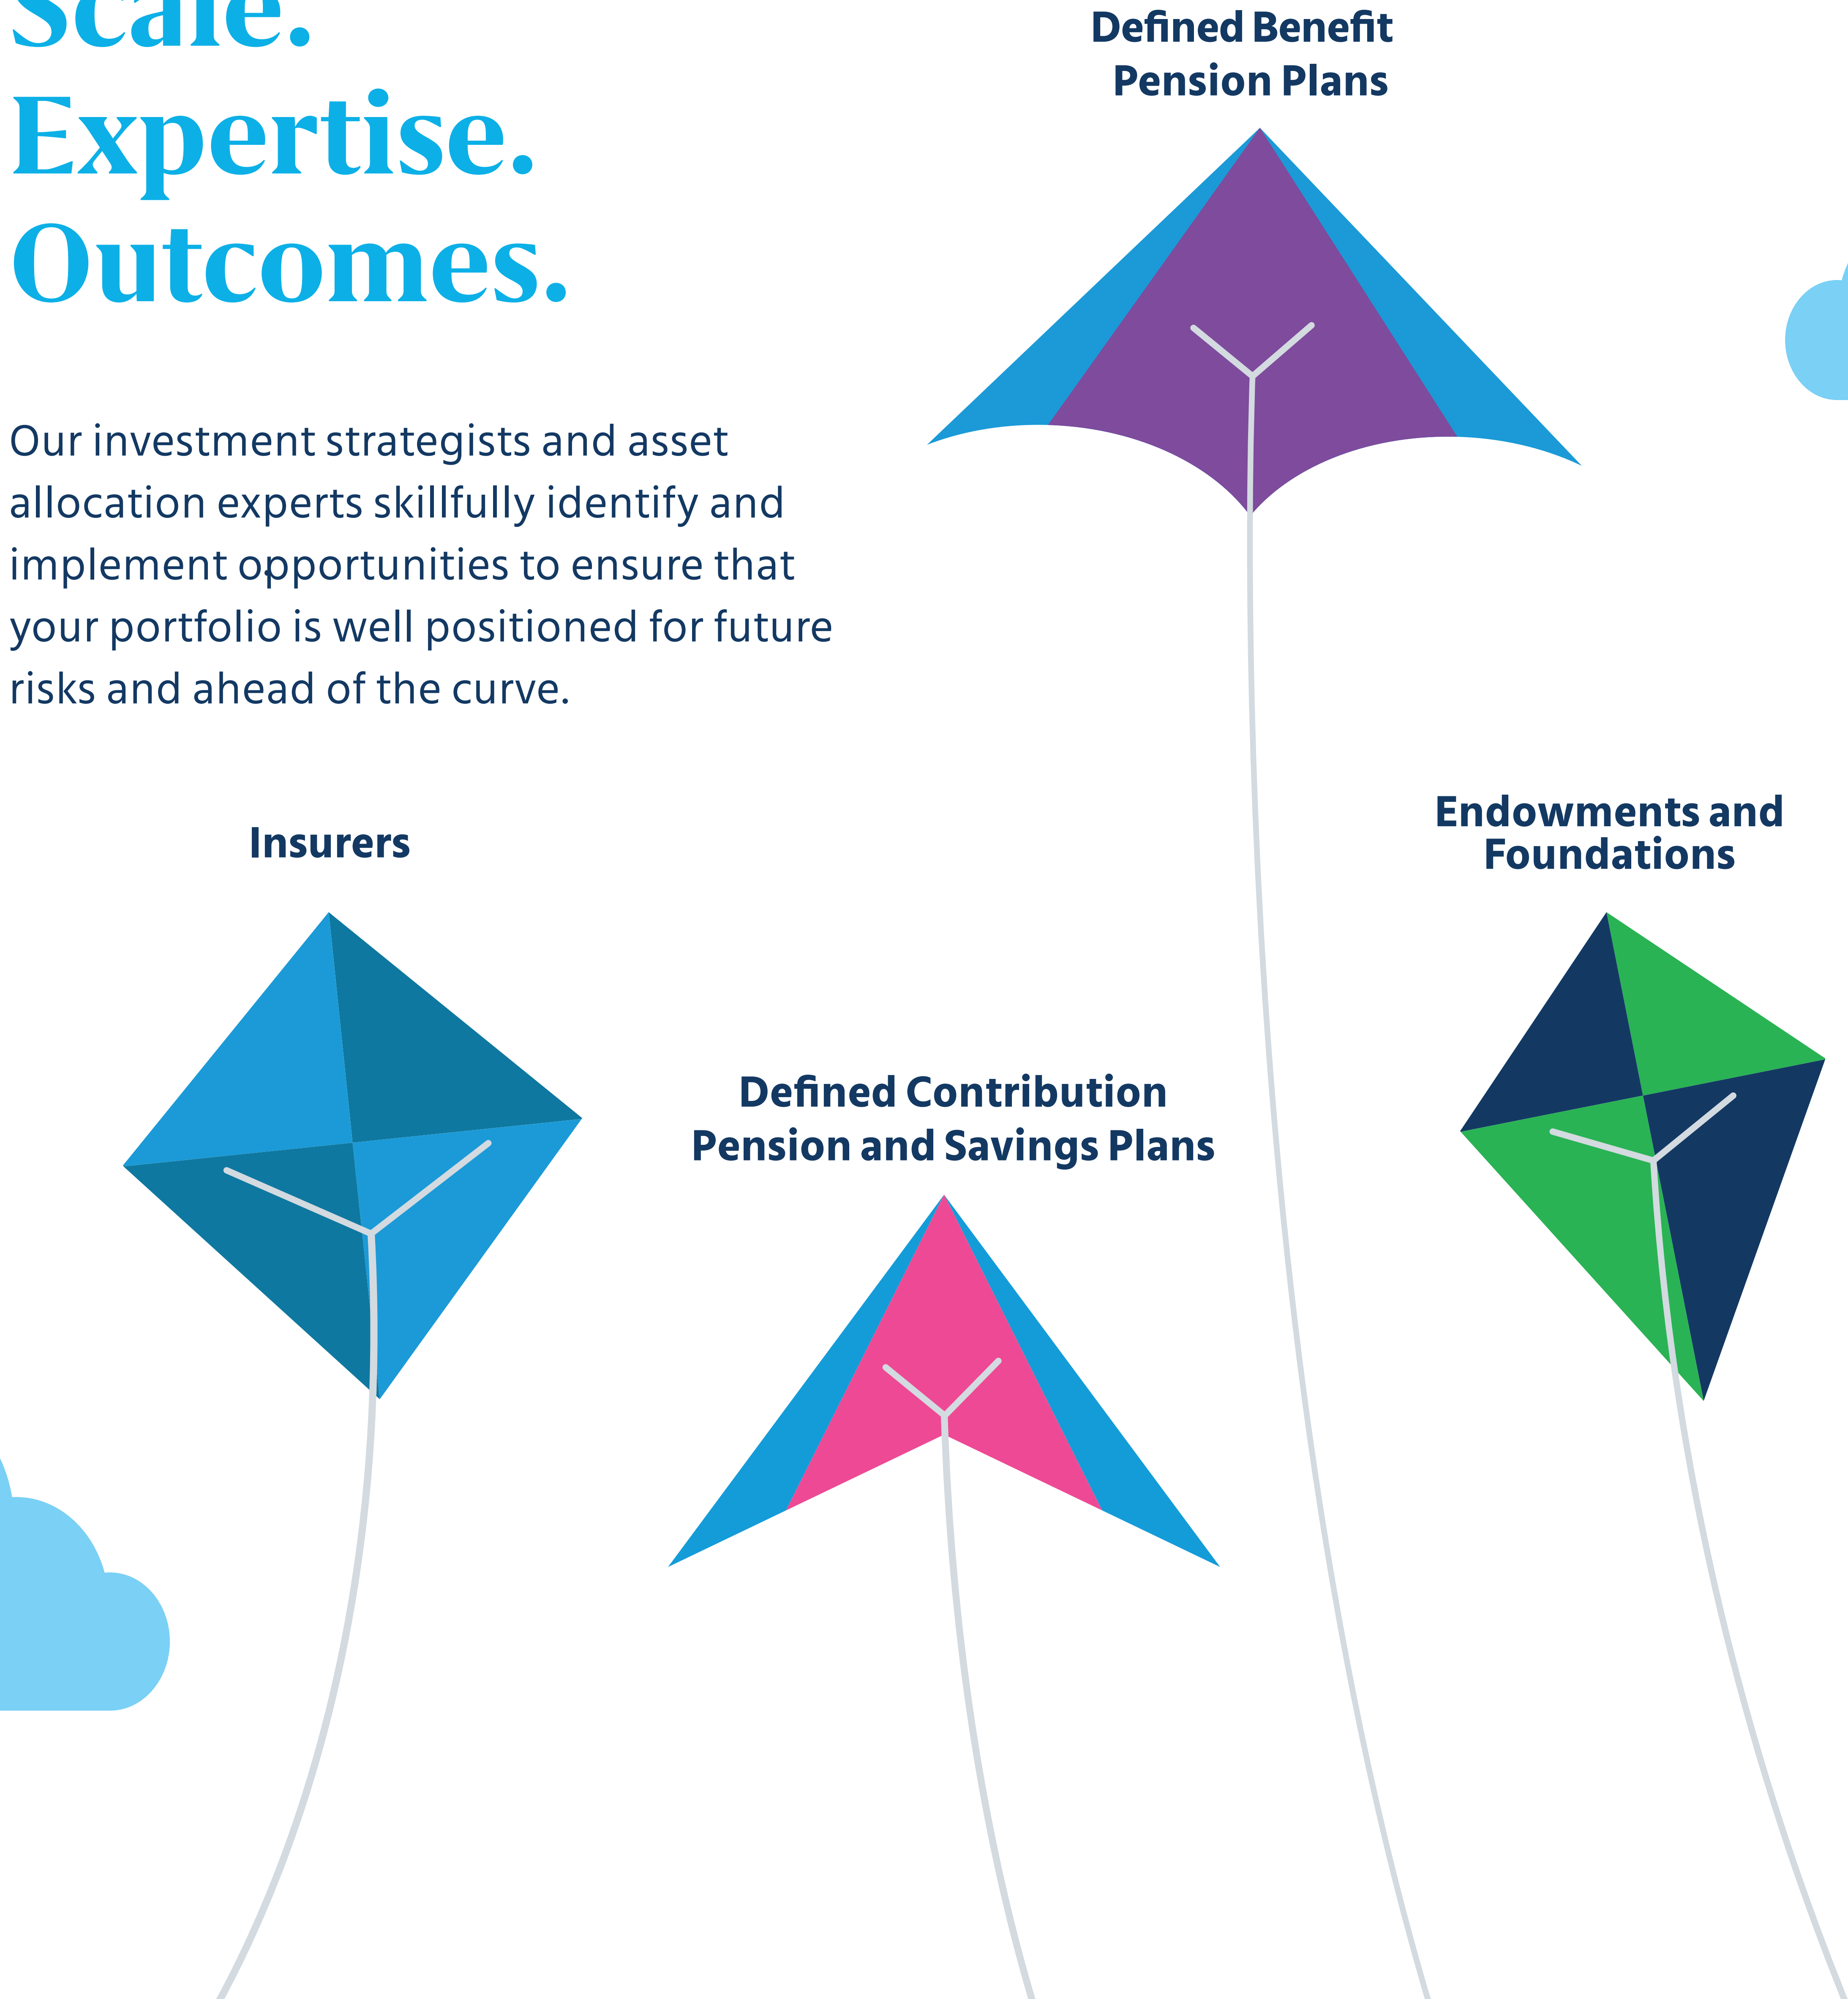 Scale.
Expertise.
Outcomes.
Our investment strategists and asset
allocation experts skillfully identify and
implement opportunities to ensure that
your portfolio is well positioned for future
risks and ahead of the curve.
Defined Benefit
Pension Plans
Insurers
Endowments and
Foundations
Defined Contribution
Pension and Savings Plans